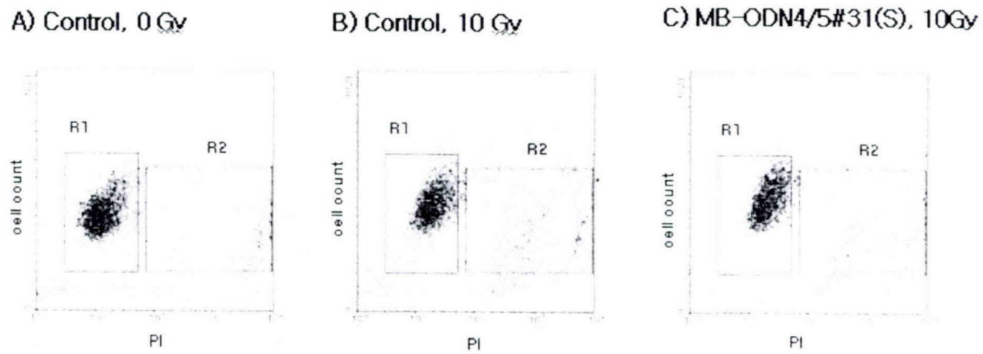 A) Control, 0 Gy
B) Control, 10 Gy
C) MB-ODN4/5#31(S), 10Gy
R1
R2
cell count
PI
R1
R2
cell count
PI
R1
R2
cell count
PI